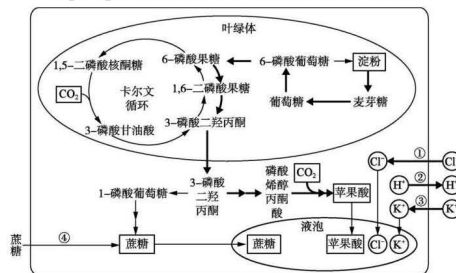 叶绿体
1,5-二磷酸核酮糖
6-磷酸果糖
6-磷酸葡萄糖
淀粉
CO₂
卡尔文
循环
1,6-二磷酸果糖
葡萄糖
麦芽糖
3-磷酸甘油酸
3-磷酸二羟丙酮
①
Cl⁻
Cl
②
H⁺
H⁺
③
K⁺
K⁺
1-磷酸葡萄糖
3-磷酸
二羟
丙酮
磷酸
烯醇
丙酮
酸
CO₂
苹果酸
液泡
蔗
糖
④
蔗糖
蔗糖
苹果酸
Cl⁻
K⁺